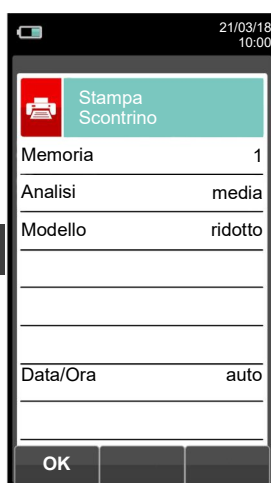 21/03/18
10:00
Stampa
Scontrino
Memoria 1
Analisi media
Modello ridotto
Data/Ora auto
OK